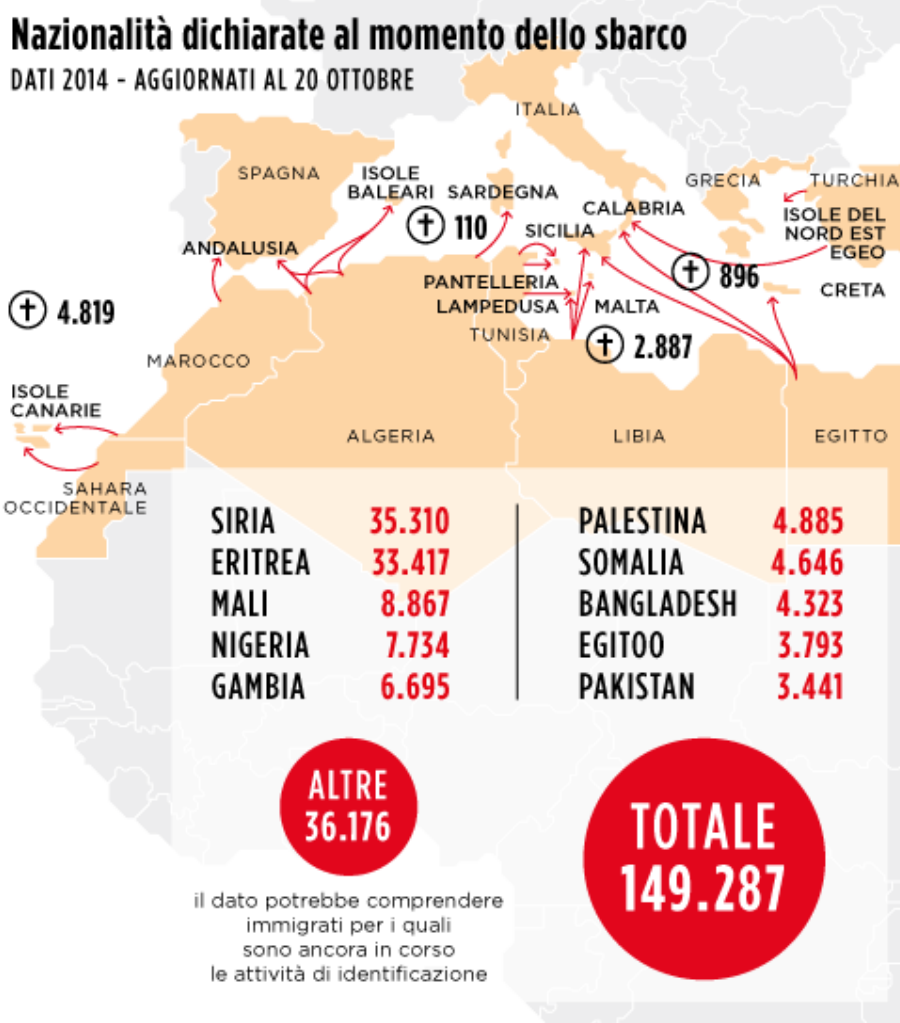 Nazionalità dichiarate al momento dello sbarco
DATI 2014 - AGGIORNATI AL 20 OTTOBRE
ITALIA
SPAGNA
ISOLE
BALEARI
SARDEGNA
GRECIA
TURCHIA
CALABRIA
ISOLE DEL
NORD EST
EGEO
110
SICILIA
ANDALUSIA
896
PANTELLERIA
CRETA
4.819
LAMPEDUSA
MALTA
TUNISIA
2.887
MAROCCO
ISOLE
CANARIE
ALGERIA
LIBIA
EGITTO
SAHARA
OCCIDENTALE
SIRIA 35.310
ERITREA 33.417
MALI 8.867
NIGERIA 7.734
GAMBIA 6.695
PALESTINA 4.885
SOMALIA 4.646
BANGLADESH 4.323
EGITOO 3.793
PAKISTAN 3.441
ALTRE
36.176
il dato potrebbe comprendere
immigrati per i quali
sono ancora in corso
le attività di identificazione
TOTALE
149.287